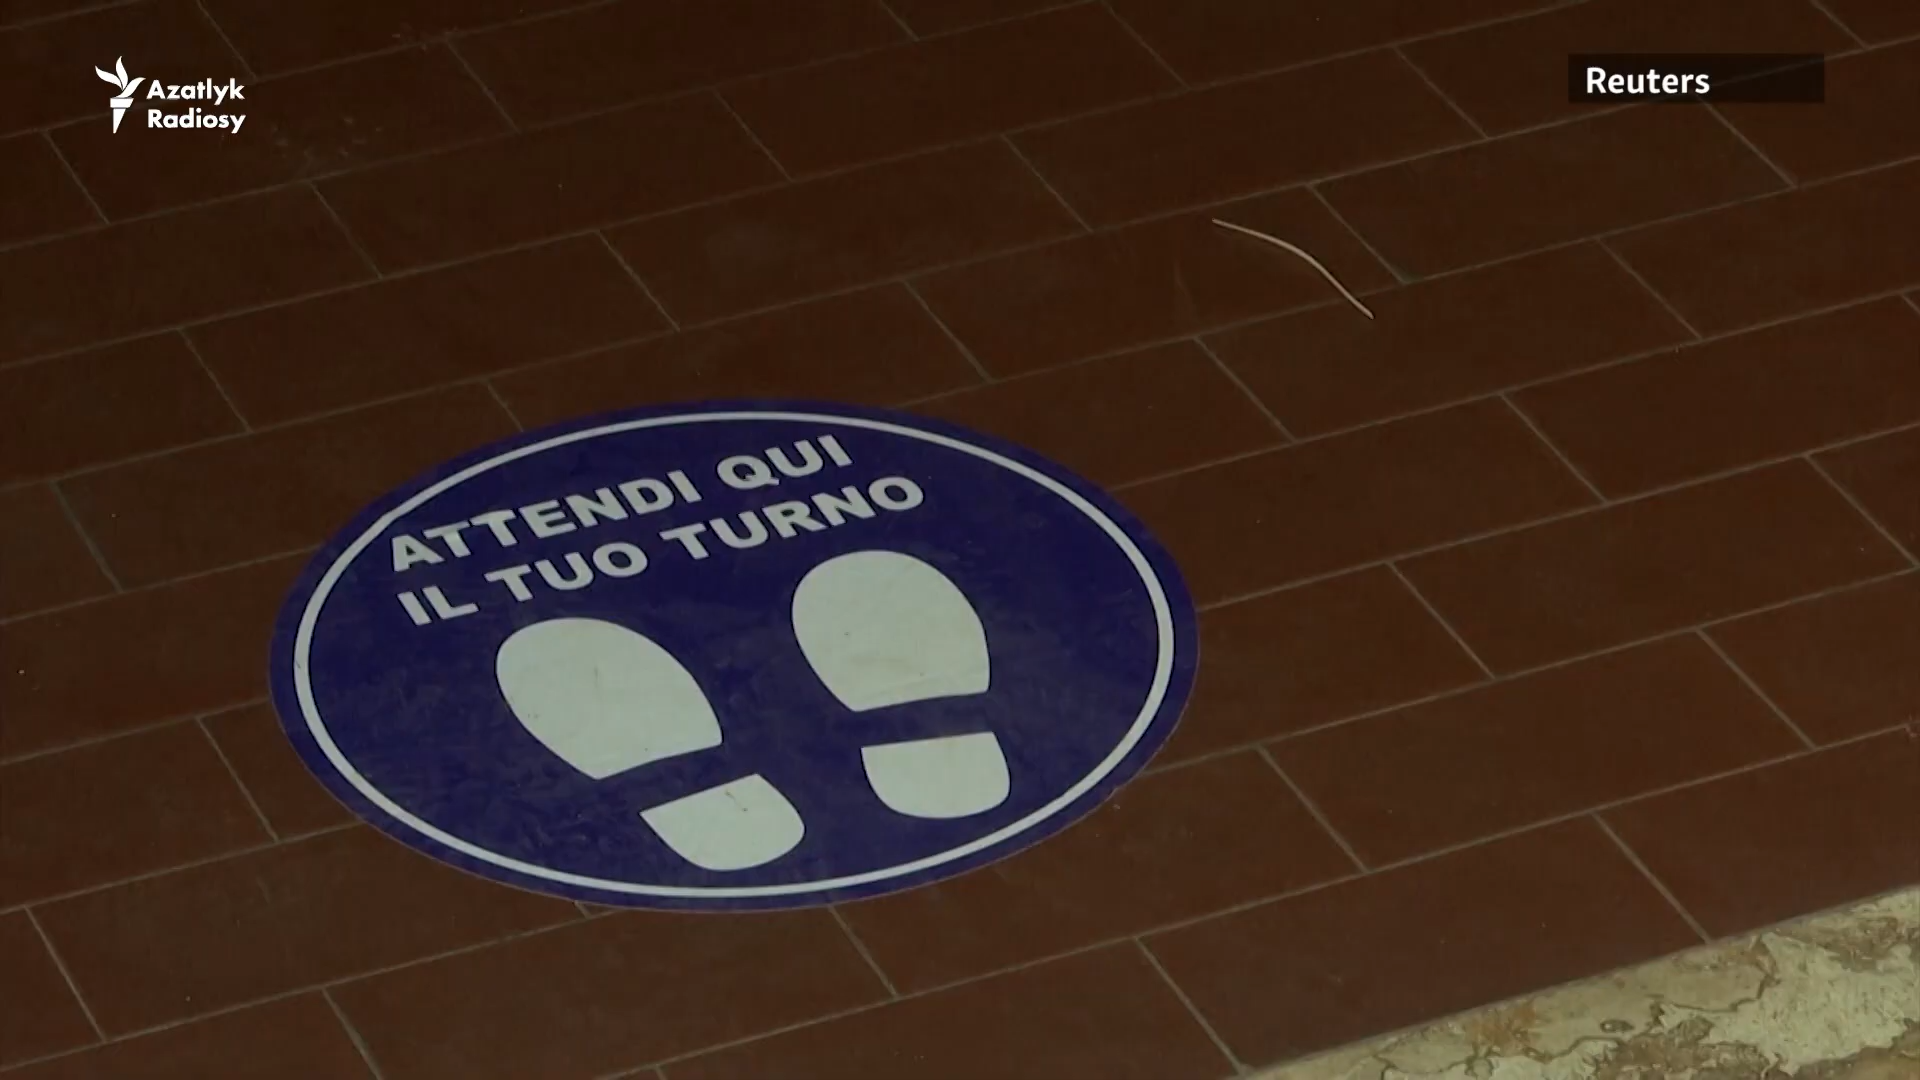 Azatlyk
Radiosy
Reuters
ATTENDI QUI
IL TUO TURNO